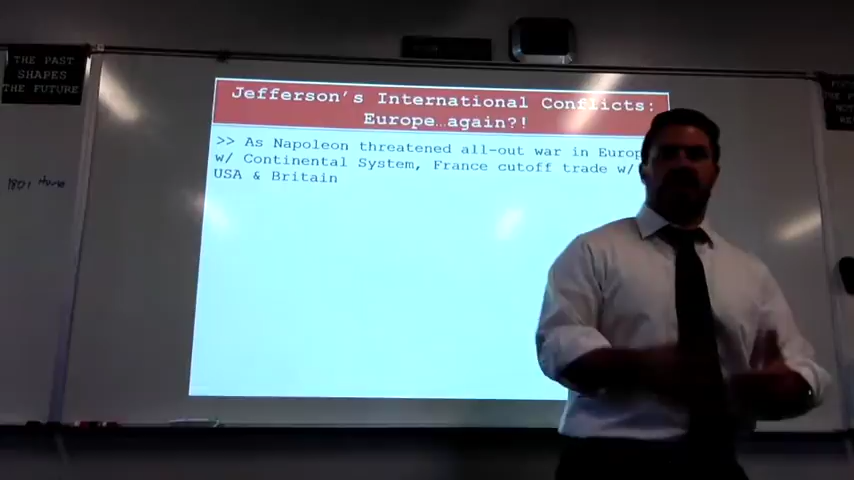 THE PAST
SHAPES
THE FUTURE
Jefferson's International Conflicts:
Europe…again?!
>> As Napoleon threatened all-out war in Europ
w/ Continental System, France cutoff trade w/
USA & Britain
1801